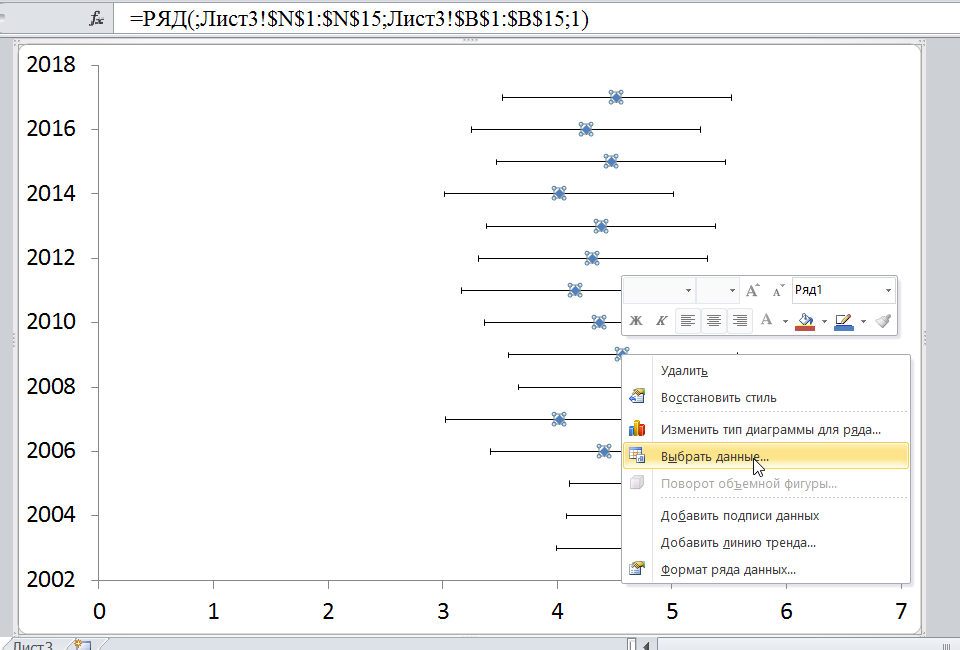 fx =РЯД(;Лист3!$N$1:$N$15;Лист3!$B$1:$B$15;1)
2018
2016
2014
2012
2010
2008
2006
2004
2002
0 1 2 3 4 5 6 7
A A Ряд1
Ж К A
Удалить
Восстановить стиль
Изменить тип диаграммы для ряда...
Выбрать данные...
Поворот объемной фигуры...
Добавить подписи данных
Добавить линию тренда...
Формат ряда данных...
Лист3